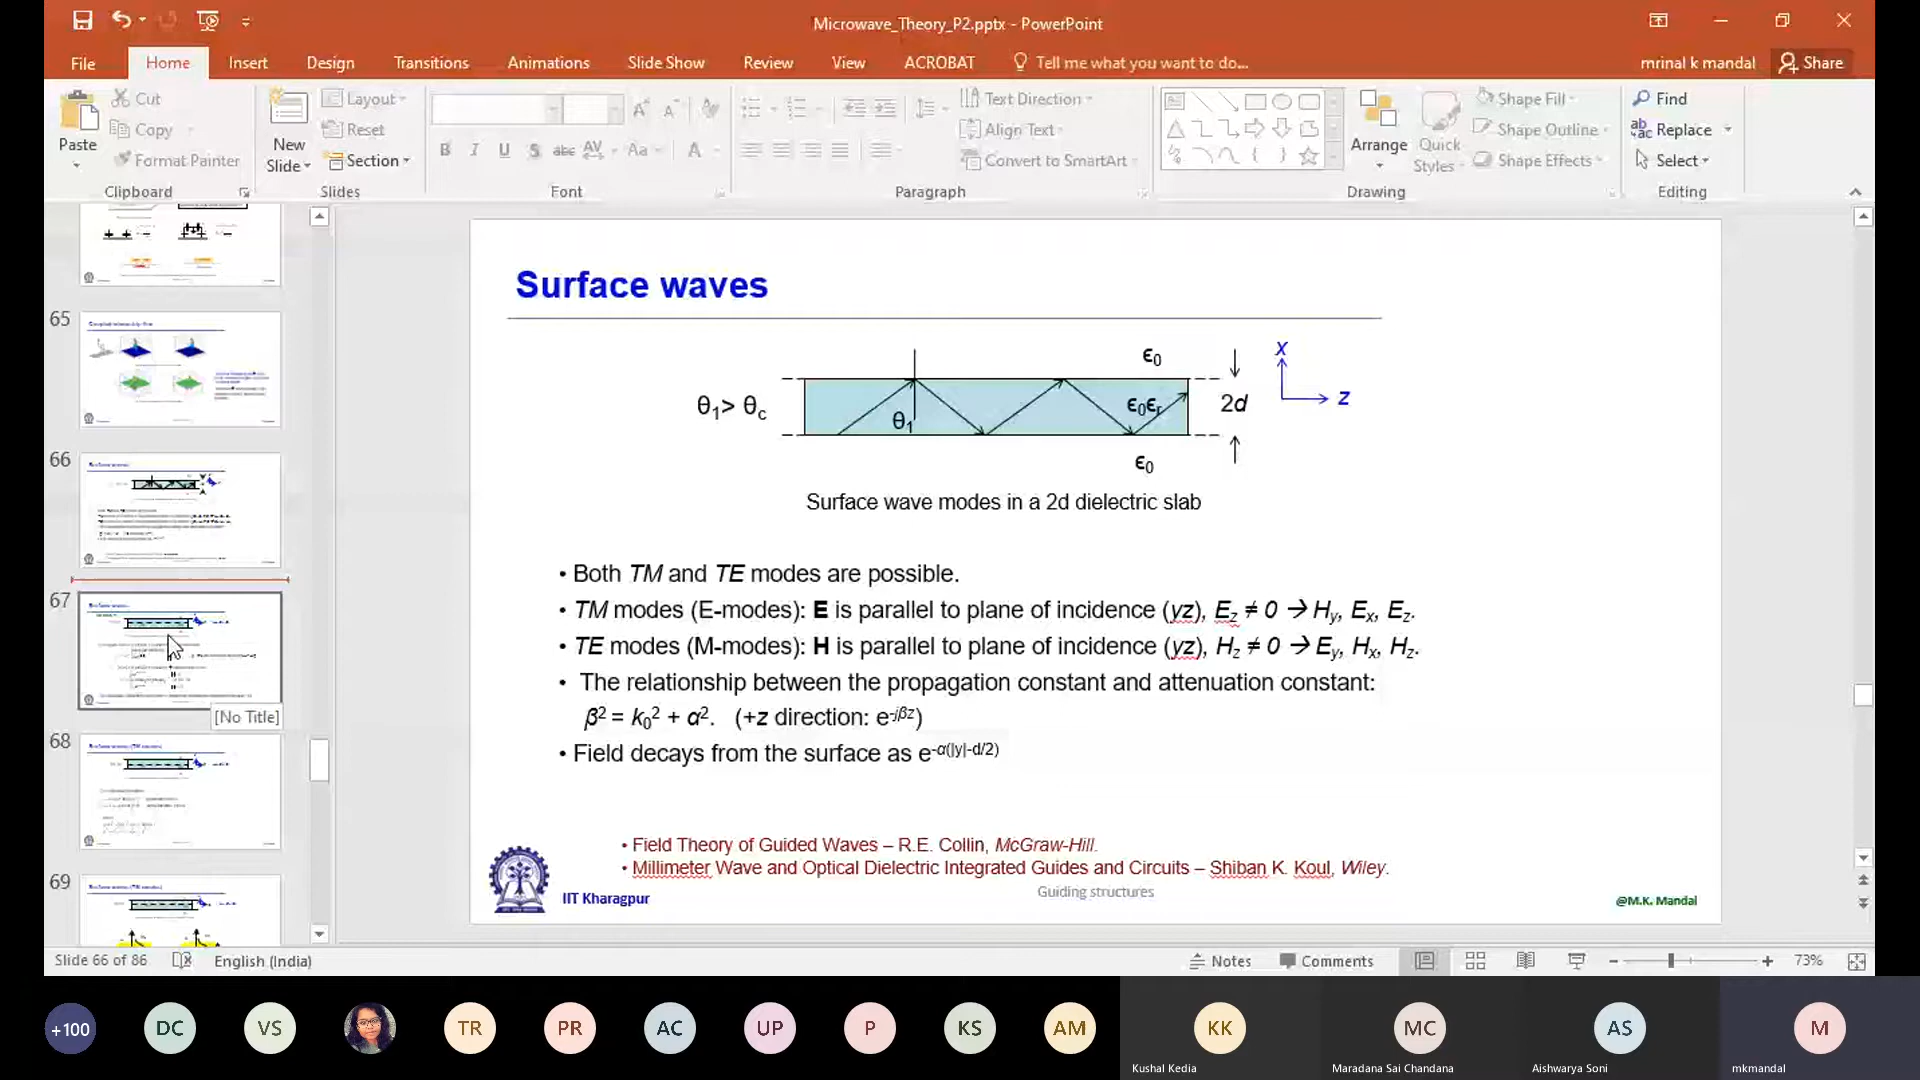 Microwave_Theory_P2.pptx - PowerPoint
File Home Insert Design Transitions Animations Slide Show Review View ACROBAT Tell me what you want to do... mrinal k mandal Share
Paste
Cut
Copy
Format Painter
Clipboard
New Slide
Layout
Reset
Section
Slides
B I U S abc AV Aa A
Font
Text Direction
Align Text
Convert to SmartArt
Paragraph
Arrange
Quick Styles
Shape Fill
Shape Outline
Shape Effects
Drawing
Find
Replace
Select
Editing
65
66
67
[No Title]
68
69
Surface waves
ϵ0
x
z
θ1> θc
θ1
ϵ0ϵr
2d
ϵ0
Surface wave modes in a 2d dielectric slab
• Both TM and TE modes are possible.
• TM modes (E-modes): E is parallel to plane of incidence (yz), Ez ≠ 0 → Hy, Ex, Ez.
• TE modes (M-modes): H is parallel to plane of incidence (yz), Hz ≠ 0 → Ey, Hx, Hz.
• The relationship between the propagation constant and attenuation constant:
β² = k0² + α². (+z direction: e^-jβz)
• Field decays from the surface as e^-α(|y|-d/2)
• Field Theory of Guided Waves – R.E. Collin, McGraw-Hill.
• Millimeter Wave and Optical Dielectric Integrated Guides and Circuits – Shiban K. Koul, Wiley.
IIT Kharagpur
Guiding structures
@M.K. Mandal
Slide 66 of 86 English (India) Notes Comments 73%
+100 DC VS TR PR AC UP P KS AM KK MC AS M
Kushal Kedia Maradana Sai Chandana Aishwarya Soni mkmandal